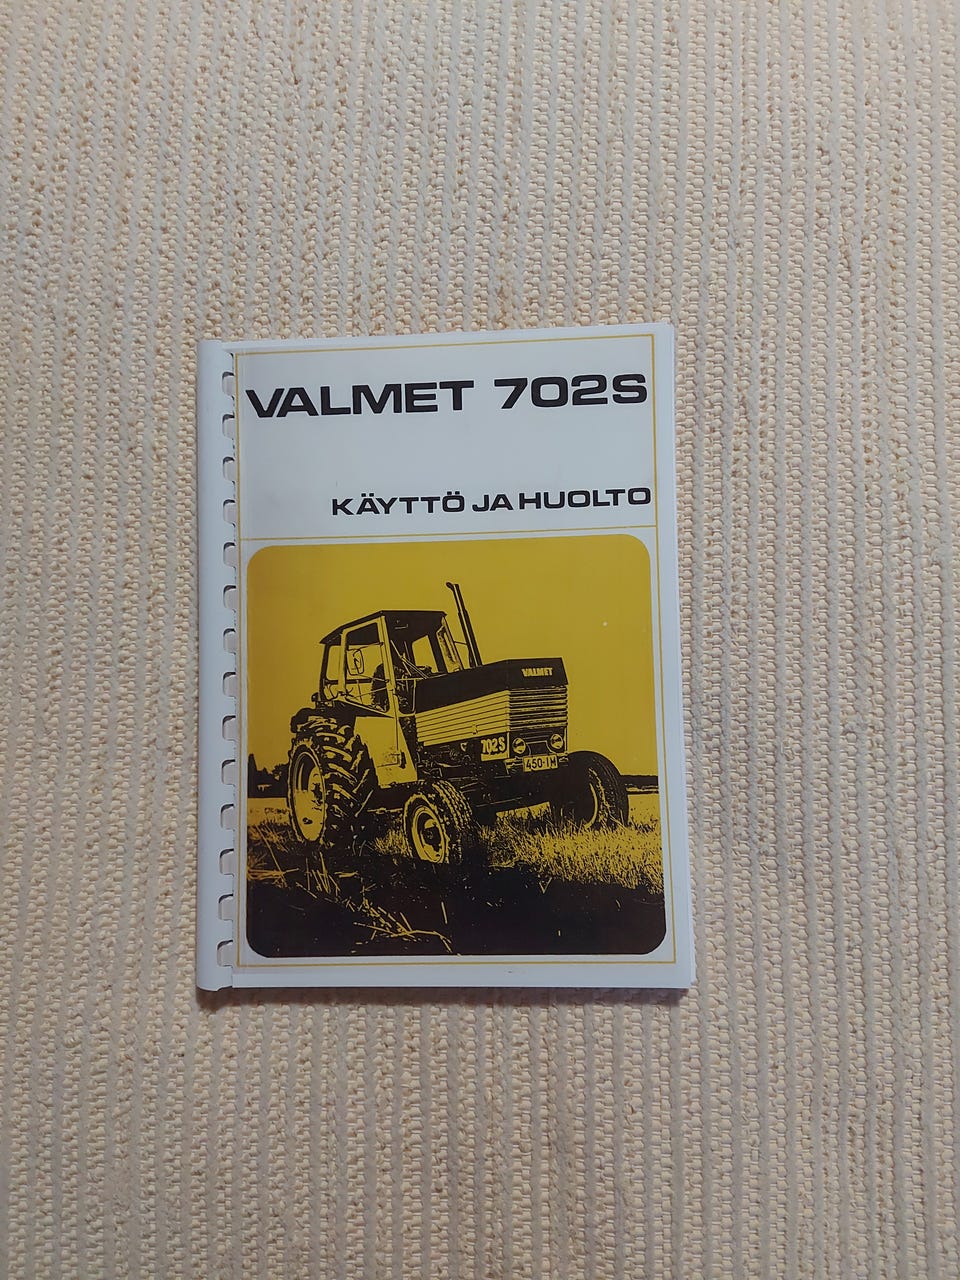 VALMET 702S
KÄYTTÖ JA HUOLTO
VALMET
702S
450-IM